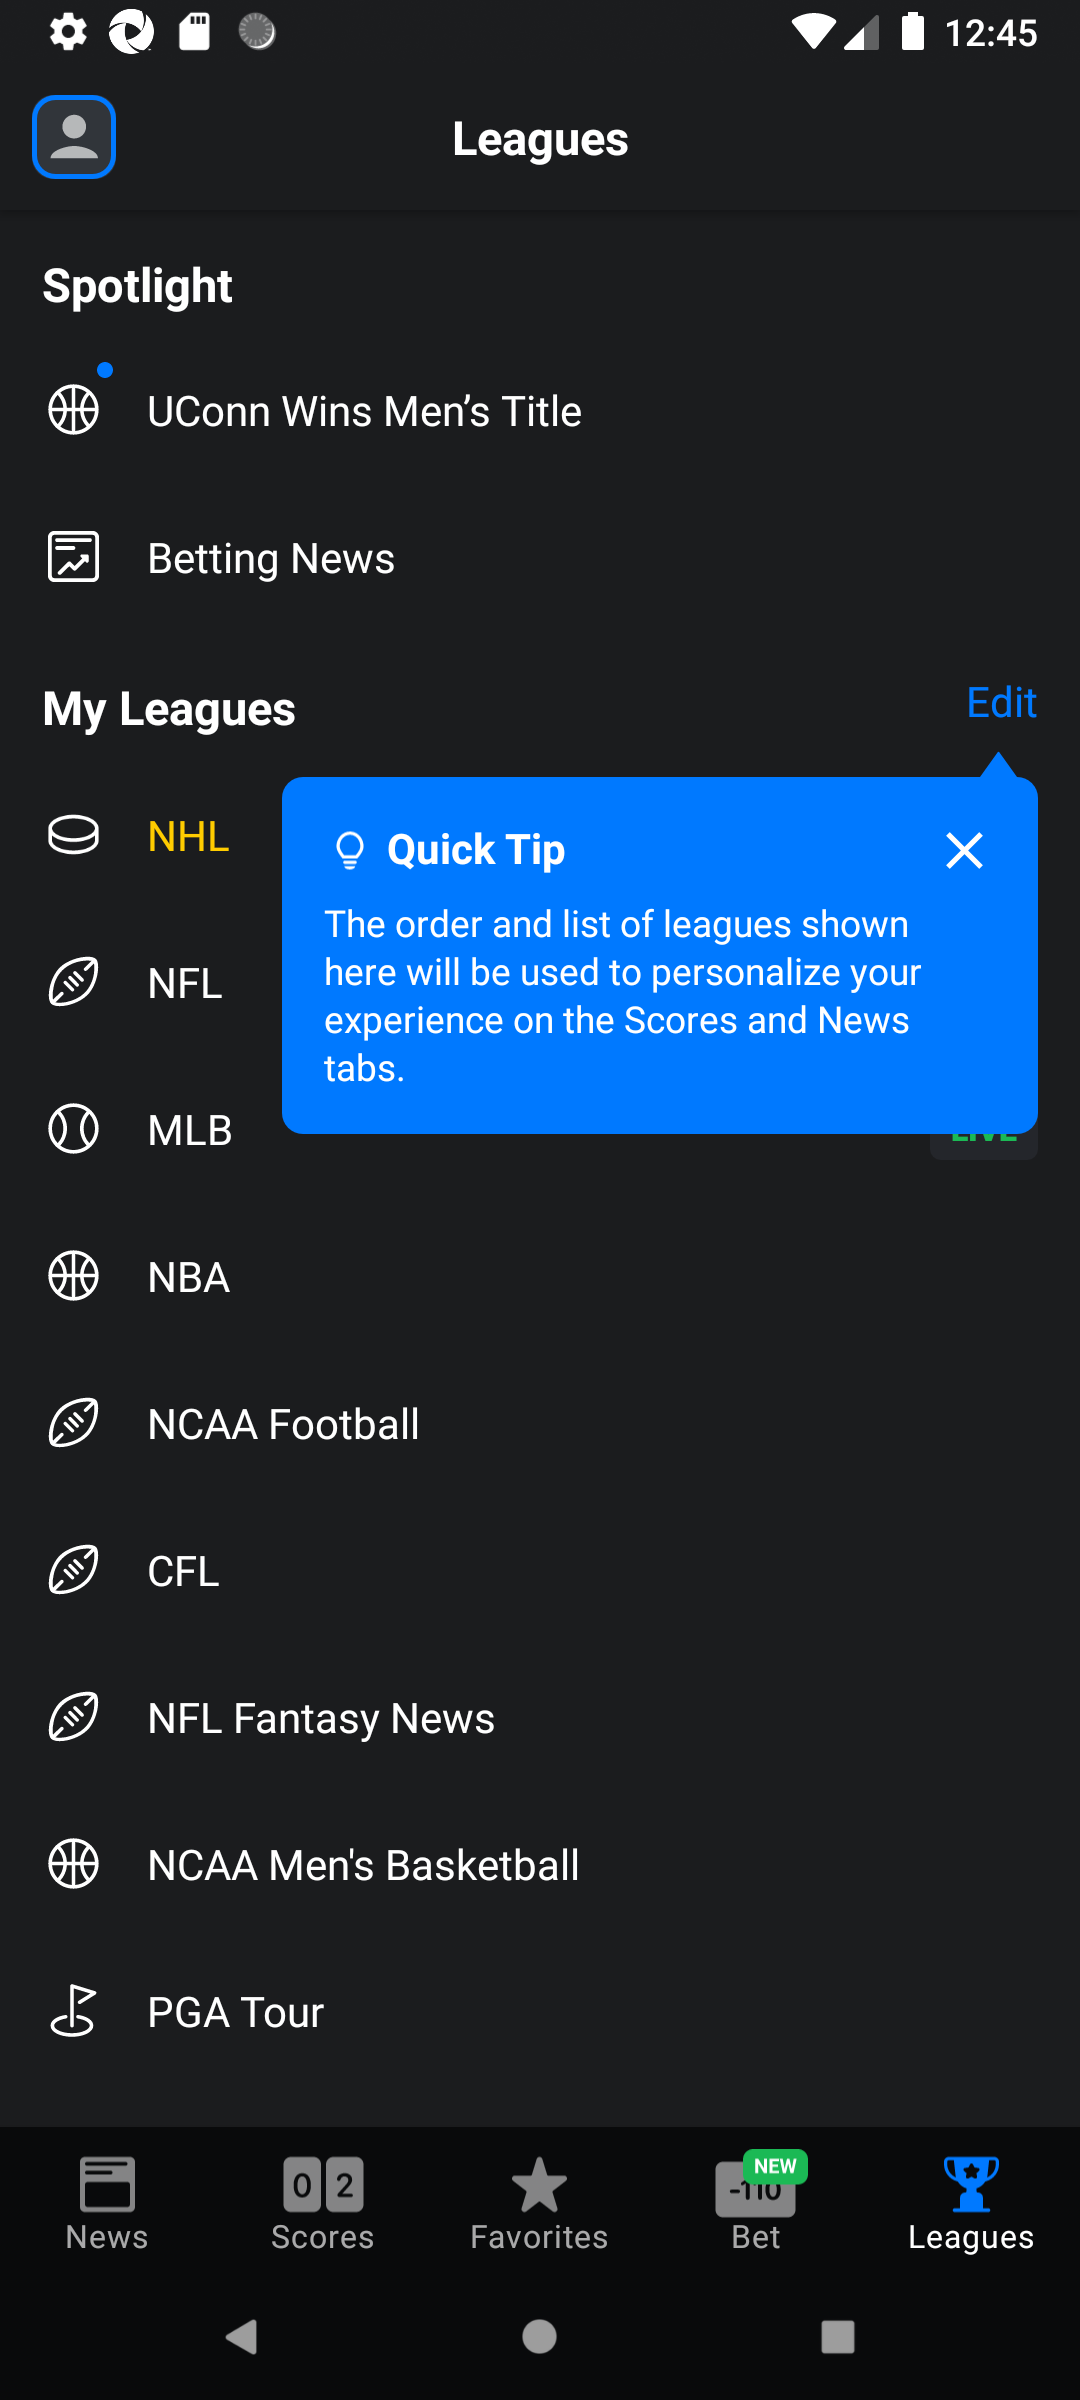 12:45
Leagues
Spotlight
UConn Wins Men's Title
Betting News
My Leagues
Edit
NHL
Quick Tip
The order and list of leagues shown
here will be used to personalize your
experience on the Scores and News
tabs.
NFL
MLB
LIVE
NBA
NCAA Football
CFL
NFL Fantasy News
NCAA Men's Basketball
PGA Tour
0 2
-110
NEW
News
Scores
Favorites
Bet
Leagues